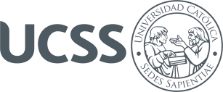 UCSS
UNIVERSIDAD CATÓLICA
SEDES SAPIENTIAE